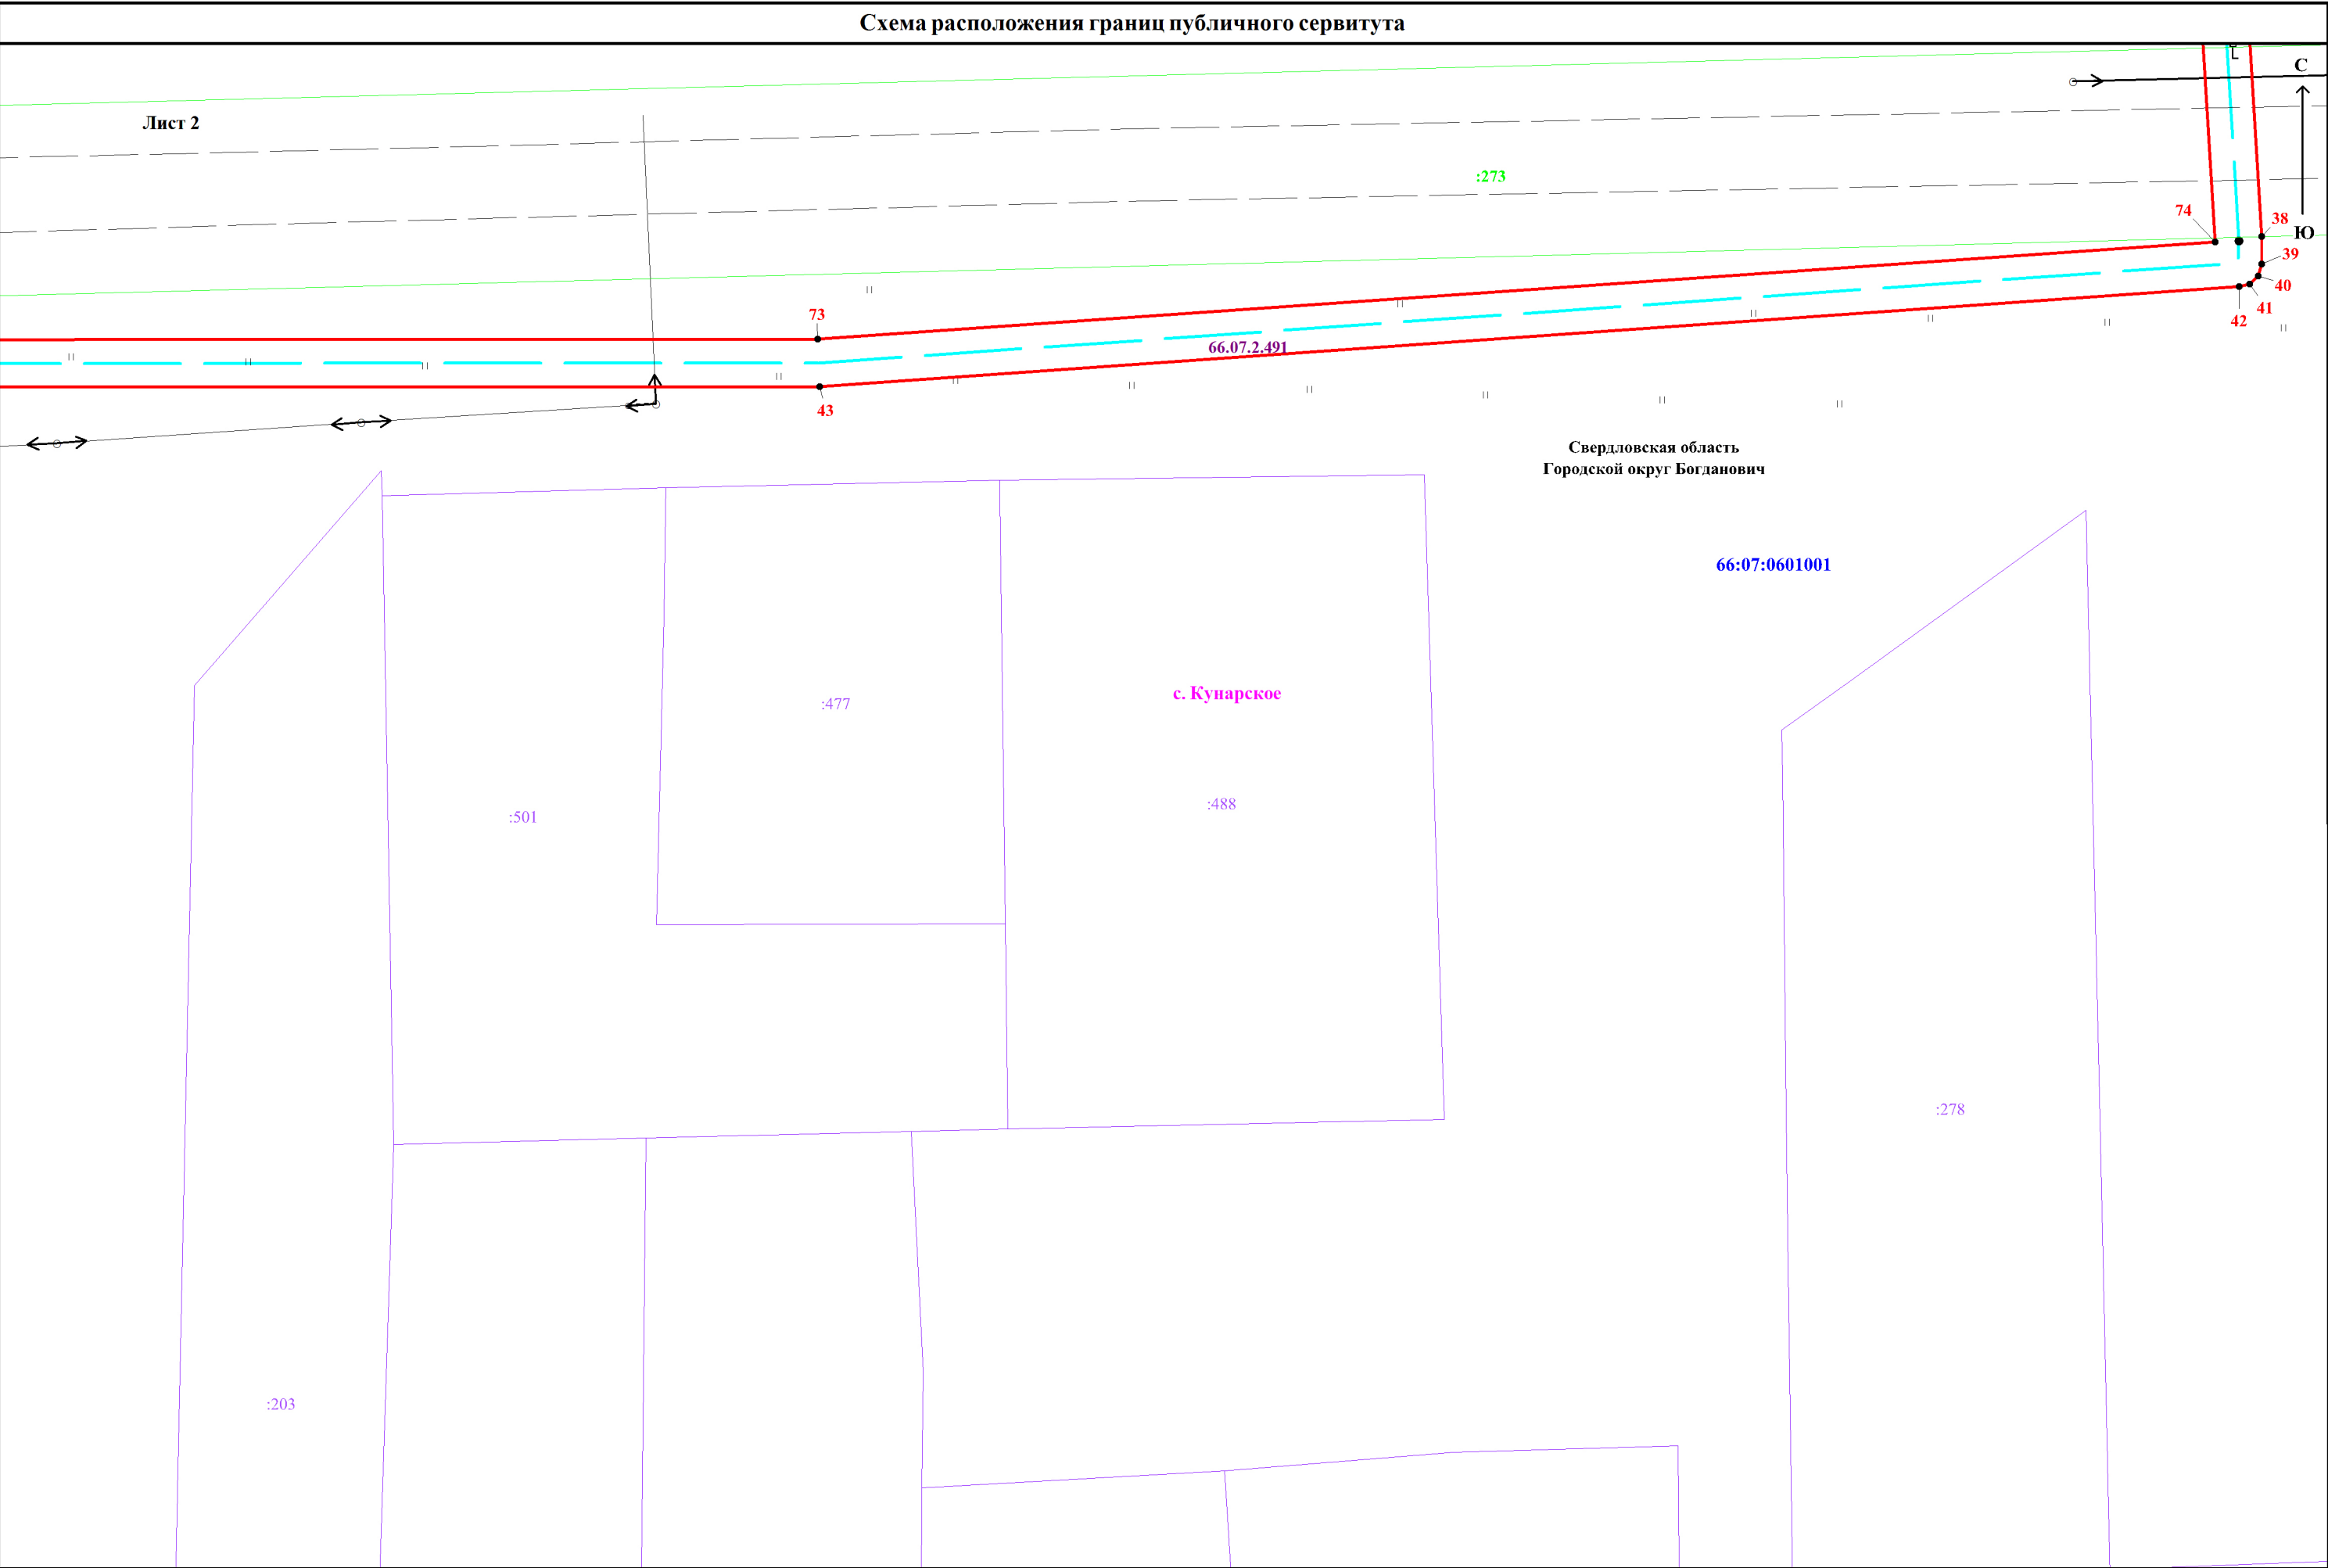 Схема расположения границ публичного сервитута
С
Лист 2
:273
74
38
Ю
39
40
41
42
73
66.07.2.491
43
Свердловская область
Городской округ Богданович
66:07:0601001
с. Кунарское
:477
:488
:501
:278
:203